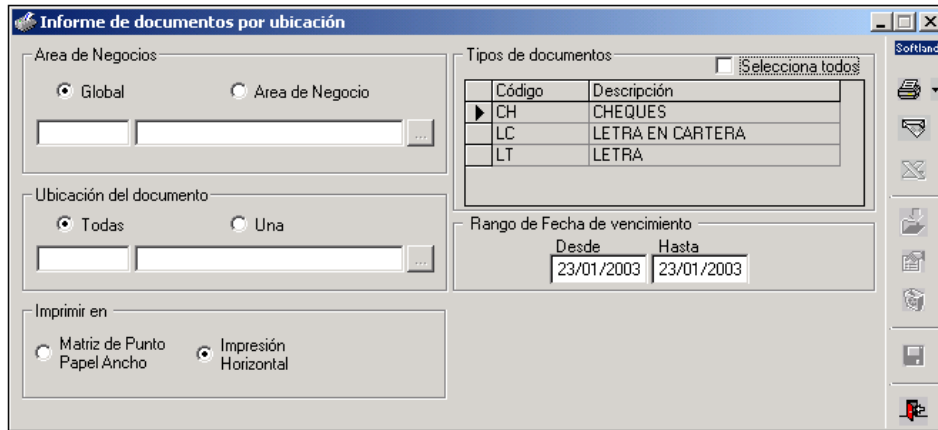 Informe de documentos por ubicación
Softland
Area de Negocios
Global
Area de Negocio
...
Ubicación del documento
Todas
Una
...
Imprimir en
Matriz de Punto
Papel Ancho
Impresión
Horizontal
Tipos de documentos
Selecciona todos
Código Descripción
CH CHEQUES
LC LETRA EN CARTERA
LT LETRA
Rango de Fecha de vencimiento
Desde Hasta
23/01/2003 23/01/2003